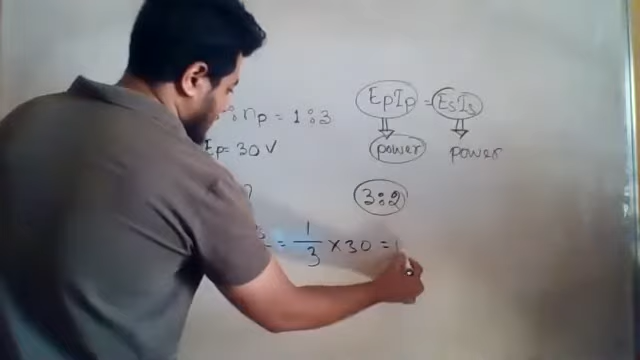 : np = 1 : 3
EpIp = EsIs
Ep = 30 V
power power
?
3:2
= 1/3 × 30 =